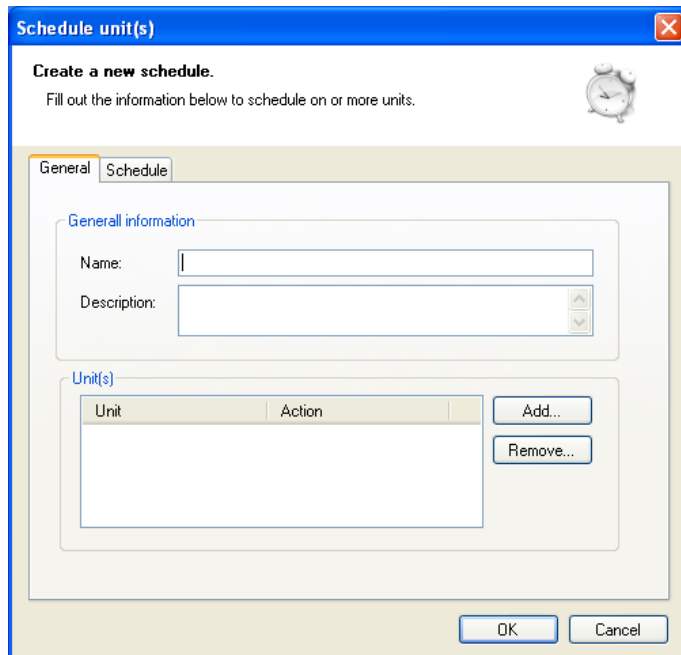 Schedule unit(s)
Create a new schedule.
Fill out the information below to schedule on or more units.
General Schedule
Generall information
Name:
Description:
Unit(s)
Unit Action
Add...
Remove...
OK Cancel